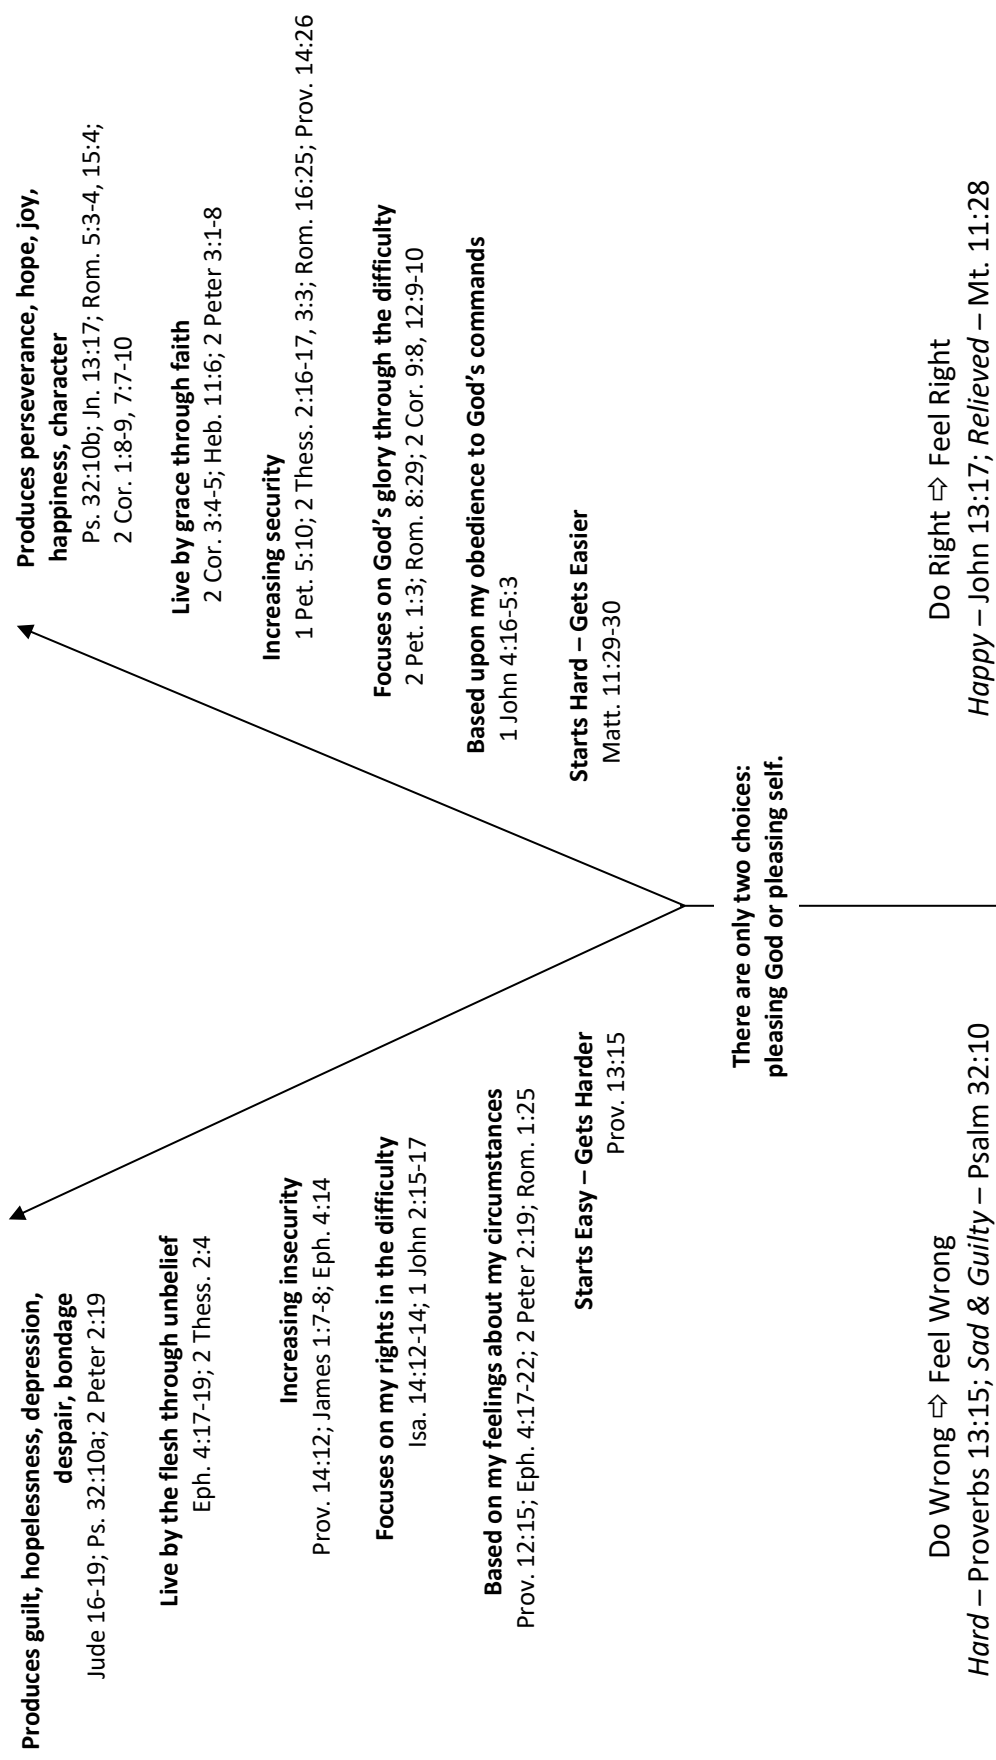 Produces guilt, hopelessness, depression,
despair, bondage
Jude 16-19; Ps. 32:10a; 2 Peter 2:19
Live by the flesh through unbelief
Eph. 4:17-19; 2 Thess. 2:4
Increasing insecurity
Prov. 14:12; James 1:7-8; Eph. 4:14
Focuses on my rights in the difficulty
Isa. 14:12-14; 1 John 2:15-17
Based on my feelings about my circumstances
Prov. 12:15; Eph. 4:17-22; 2 Peter 2:19; Rom. 1:25
Starts Easy – Gets Harder
Prov. 13:15
Produces perseverance, hope, joy,
happiness, character
Ps. 32:10b; Jn. 13:17; Rom. 5:3-4, 15:4;
2 Cor. 1:8-9, 7:7-10
Live by grace through faith
2 Cor. 3:4-5; Heb. 11:6; 2 Peter 3:1-8
Increasing security
1 Pet. 5:10; 2 Thess. 2:16-17, 3:3; Rom. 16:25; Prov. 14:26
Focuses on God's glory through the difficulty
2 Pet. 1:3; Rom. 8:29; 2 Cor. 9:8, 12:9-10
Based upon my obedience to God's commands
1 John 4:16-5:3
Starts Hard – Gets Easier
Matt. 11:29-30
There are only two choices:
pleasing God or pleasing self.
Do Wrong ⇨ Feel Wrong
Hard – Proverbs 13:15; Sad & Guilty – Psalm 32:10
Do Right ⇨ Feel Right
Happy – John 13:17; Relieved – Mt. 11:28